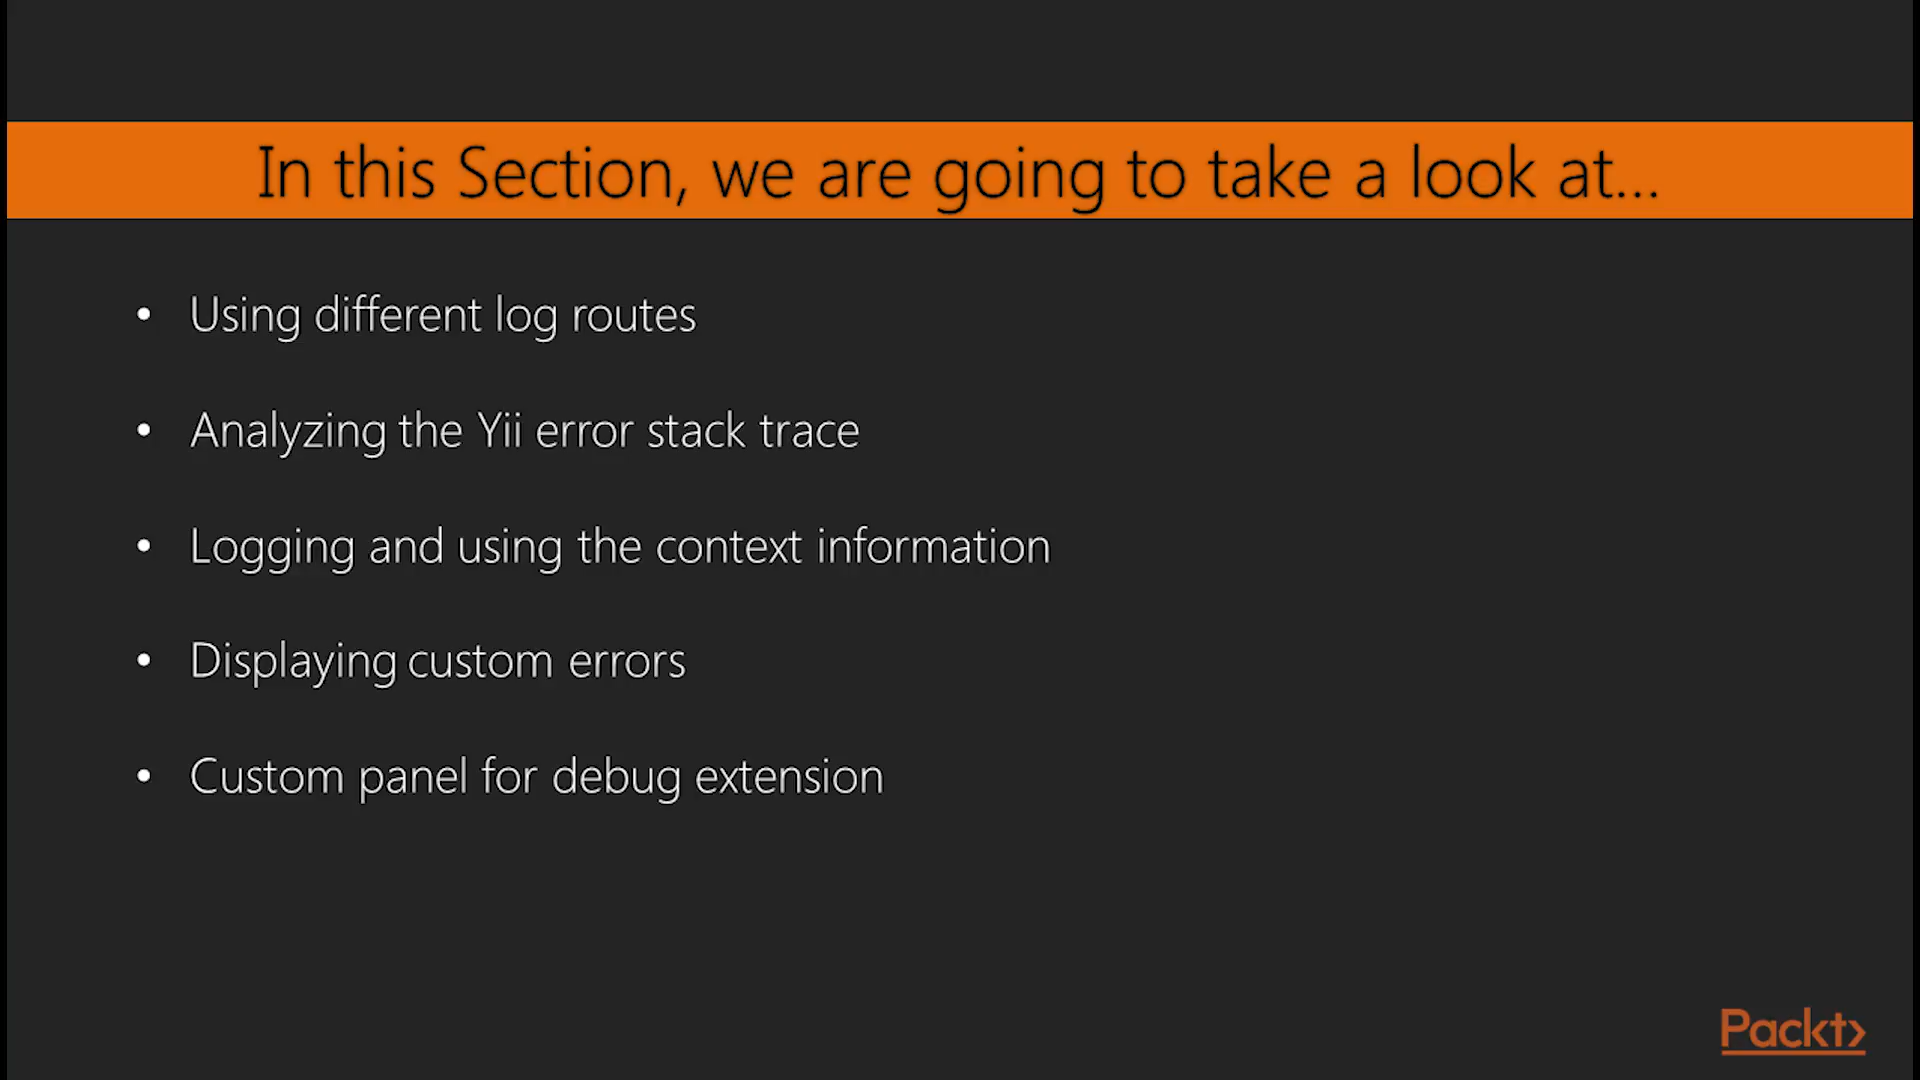 In this Section, we are going to take a look at...
• Using different log routes
• Analyzing the Yii error stack trace
• Logging and using the context information
• Displaying custom errors
• Custom panel for debug extension
Packt>